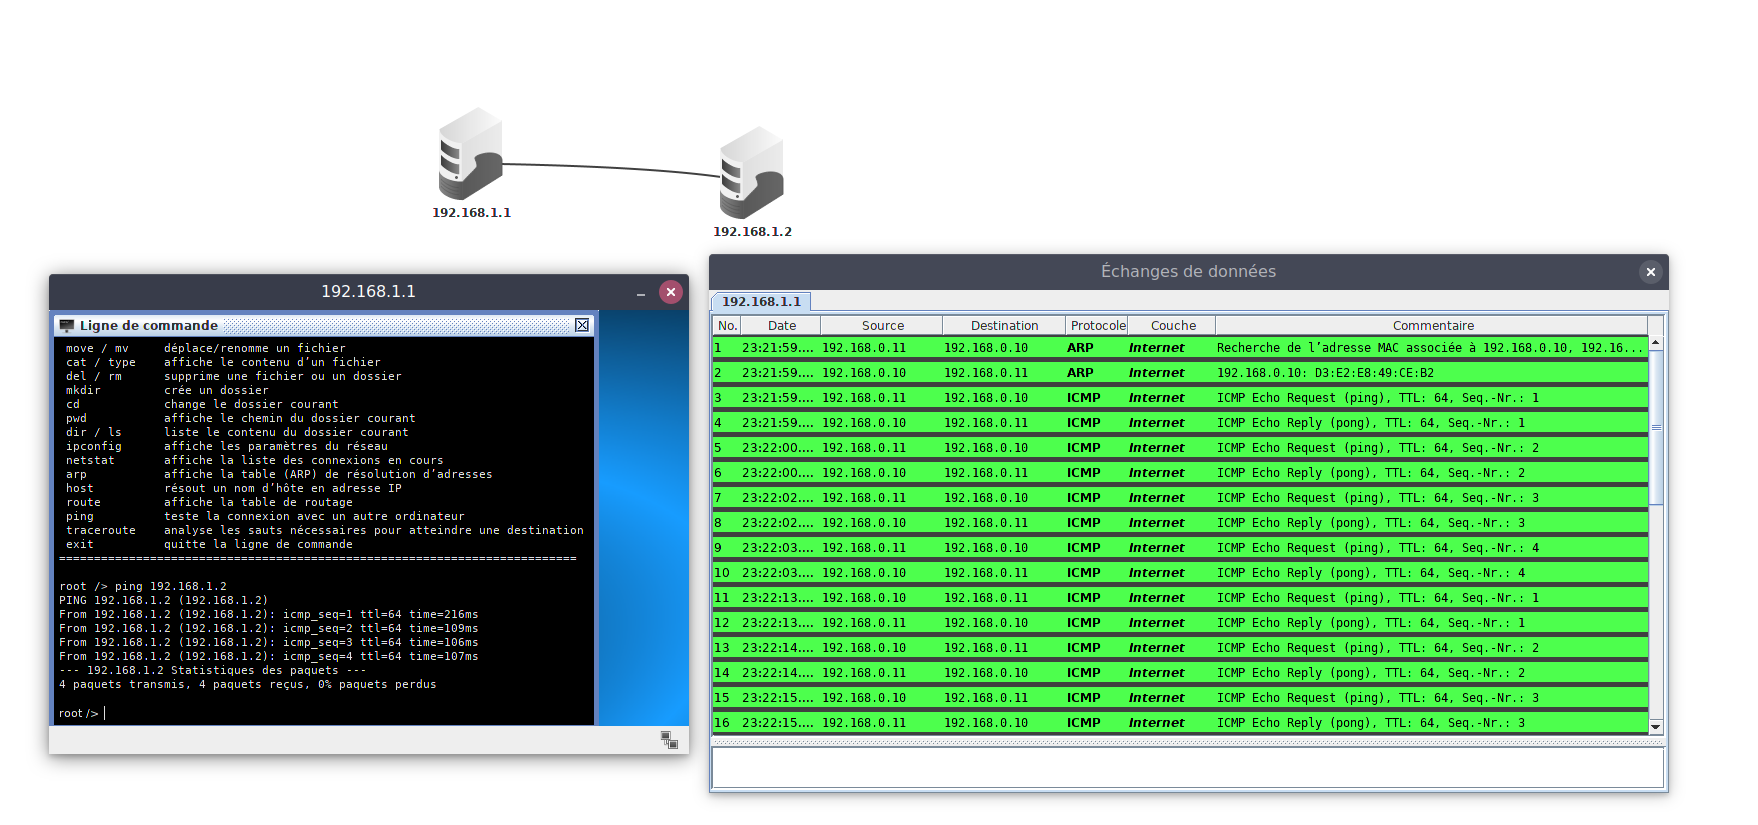 192.168.1.1
192.168.1.2
192.168.1.1
Ligne de commande
move / mv déplace/renomme un fichier
cat / type affiche le contenu d’un fichier
del / rm supprime une fichier ou un dossier
mkdir crée un dossier
cd change le dossier courant
pwd affiche le chemin du dossier courant
dir / ls liste le contenu du dossier courant
ipconfig affiche les paramètres du réseau
netstat affiche la liste des connexions en cours
arp affiche la table (ARP) de résolution d’adresses
host résout un nom d’hôte en adresse IP
route affiche la table de routage
ping teste la connexion avec un autre ordinateur
traceroute analyse les sauts nécessaires pour atteindre une destination
exit quitte la ligne de commande
==========================================================================
root /> ping 192.168.1.2
PING 192.168.1.2 (192.168.1.2)
From 192.168.1.2 (192.168.1.2): icmp_seq=1 ttl=64 time=216ms
From 192.168.1.2 (192.168.1.2): icmp_seq=2 ttl=64 time=109ms
From 192.168.1.2 (192.168.1.2): icmp_seq=3 ttl=64 time=106ms
From 192.168.1.2 (192.168.1.2): icmp_seq=4 ttl=64 time=107ms
--- 192.168.1.2 Statistiques des paquets ---
4 paquets transmis, 4 paquets reçus, 0% paquets perdus
root />
Échanges de données
192.168.1.1
No. Date Source Destination Protocole Couche Commentaire
1 23:21:59.... 192.168.0.11 192.168.0.10 ARP Internet Recherche de l’adresse MAC associée à 192.168.0.10, 192.16...
2 23:21:59.... 192.168.0.10 192.168.0.11 ARP Internet 192.168.0.10: D3:E2:E8:49:CE:B2
3 23:21:59.... 192.168.0.11 192.168.0.10 ICMP Internet ICMP Echo Request (ping), TTL: 64, Seq.-Nr.: 1
4 23:21:59.... 192.168.0.10 192.168.0.11 ICMP Internet ICMP Echo Reply (pong), TTL: 64, Seq.-Nr.: 1
5 23:22:00.... 192.168.0.11 192.168.0.10 ICMP Internet ICMP Echo Request (ping), TTL: 64, Seq.-Nr.: 2
6 23:22:00.... 192.168.0.10 192.168.0.11 ICMP Internet ICMP Echo Reply (pong), TTL: 64, Seq.-Nr.: 2
7 23:22:02.... 192.168.0.11 192.168.0.10 ICMP Internet ICMP Echo Request (ping), TTL: 64, Seq.-Nr.: 3
8 23:22:02.... 192.168.0.10 192.168.0.11 ICMP Internet ICMP Echo Reply (pong), TTL: 64, Seq.-Nr.: 3
9 23:22:03.... 192.168.0.11 192.168.0.10 ICMP Internet ICMP Echo Request (ping), TTL: 64, Seq.-Nr.: 4
10 23:22:03.... 192.168.0.10 192.168.0.11 ICMP Internet ICMP Echo Reply (pong), TTL: 64, Seq.-Nr.: 4
11 23:22:13.... 192.168.0.10 192.168.0.11 ICMP Internet ICMP Echo Request (ping), TTL: 64, Seq.-Nr.: 1
12 23:22:13.... 192.168.0.11 192.168.0.10 ICMP Internet ICMP Echo Reply (pong), TTL: 64, Seq.-Nr.: 1
13 23:22:14.... 192.168.0.10 192.168.0.11 ICMP Internet ICMP Echo Request (ping), TTL: 64, Seq.-Nr.: 2
14 23:22:14.... 192.168.0.11 192.168.0.10 ICMP Internet ICMP Echo Reply (pong), TTL: 64, Seq.-Nr.: 2
15 23:22:15.... 192.168.0.10 192.168.0.11 ICMP Internet ICMP Echo Request (ping), TTL: 64, Seq.-Nr.: 3
16 23:22:15.... 192.168.0.11 192.168.0.10 ICMP Internet ICMP Echo Reply (pong), TTL: 64, Seq.-Nr.: 3